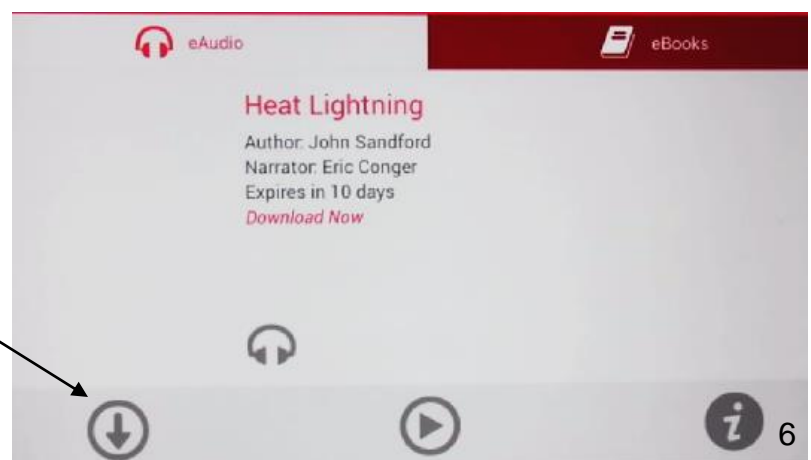 eAudio
eBooks
Heat Lightning
Author: John Sandford
Narrator: Eric Conger
Expires in 10 days
Download Now
6